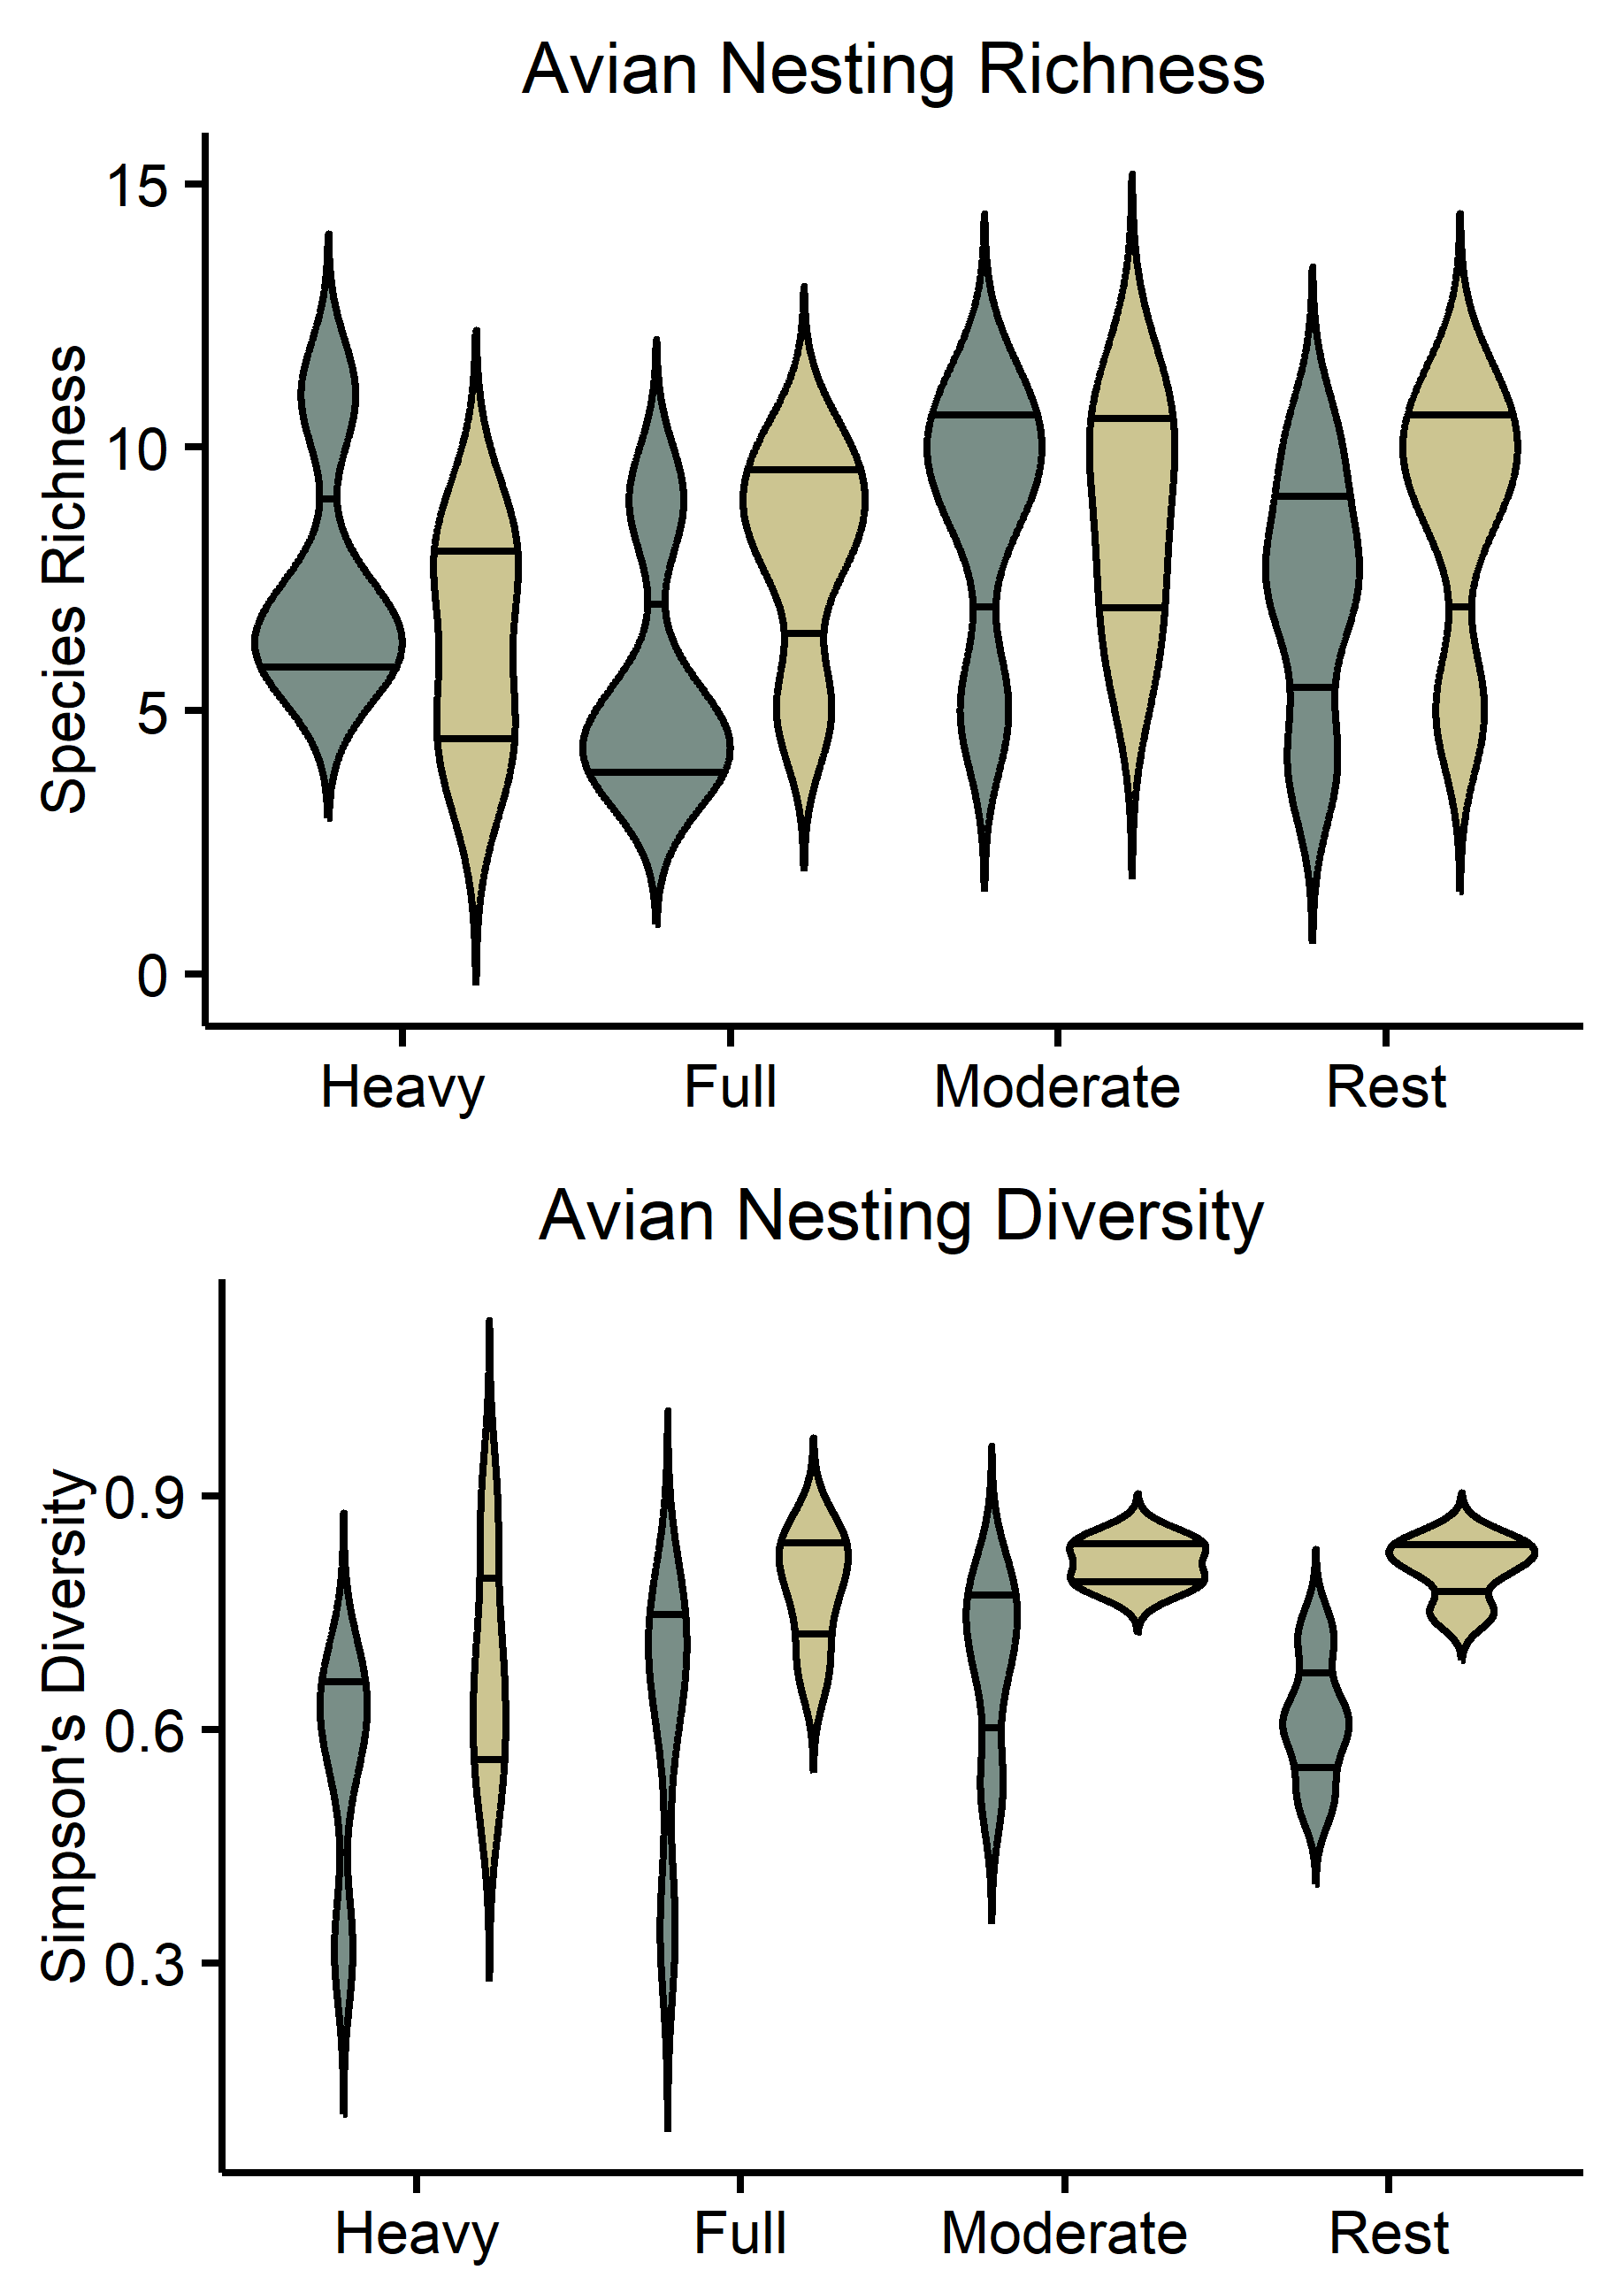 Avian Nesting Richness
Species Richness
15
10
5
0
Heavy Full Moderate Rest
Avian Nesting Diversity
Simpson's Diversity
0.9
0.6
0.3
Heavy Full Moderate Rest